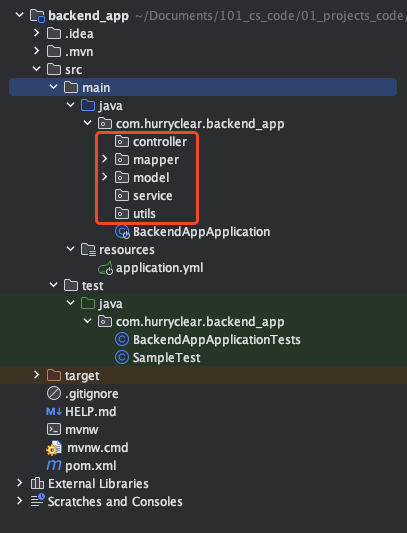 backend_app ~/Documents/101_cs_code/01_projects_code/
.idea
.mvn
src
main
java
com.hurryclear.backend_app
controller
mapper
model
service
utils
BackendAppApplication
resources
application.yml
test
java
com.hurryclear.backend_app
BackendAppApplicationTests
SampleTest
target
.gitignore
M↓ HELP.md
mvnw
mvnw.cmd
m pom.xml
External Libraries
Scratches and Consoles